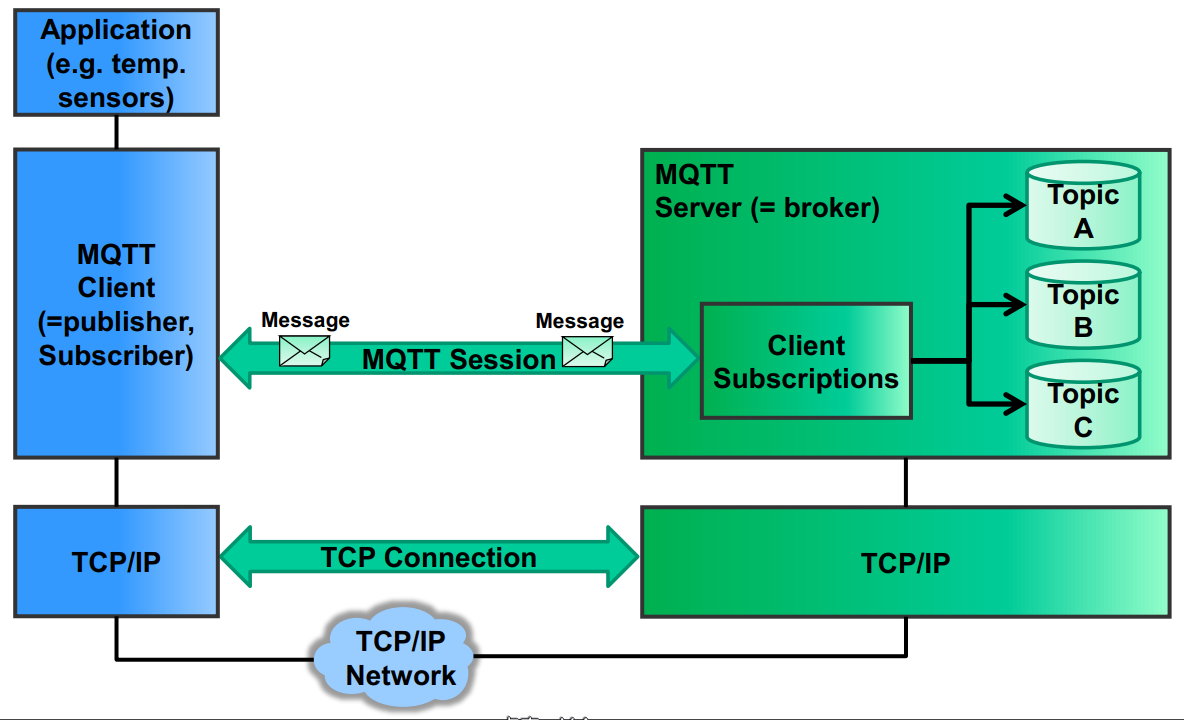 Application
(e.g. temp.
sensors)
MQTT
Client
(=publisher,
Subscriber)
Message
Message
MQTT Session
MQTT
Server (= broker)
Client
Subscriptions
Topic
A
Topic
B
Topic
C
TCP/IP
TCP Connection
TCP/IP
TCP/IP
Network